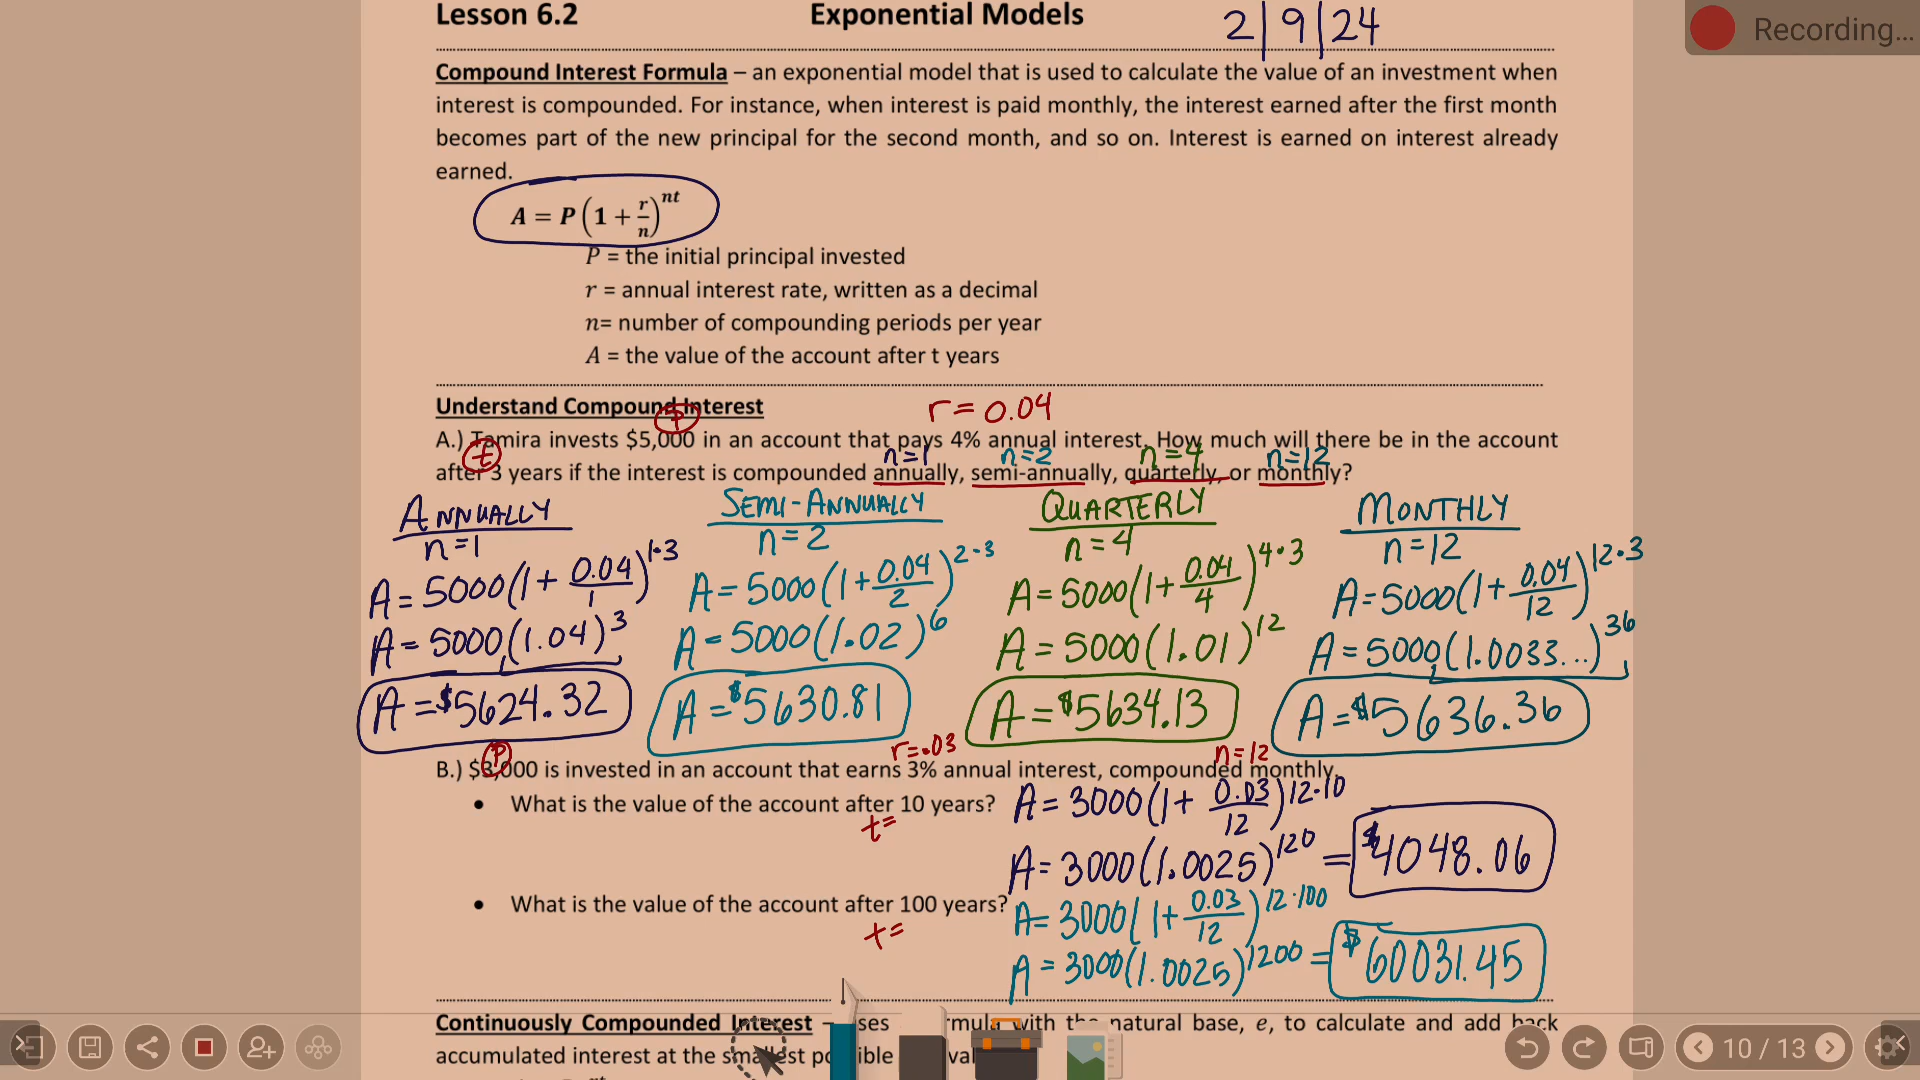 Lesson 6.2 Exponential Models 2|9|24
Recording...
Compound Interest Formula – an exponential model that is used to calculate the value of an investment when
interest is compounded. For instance, when interest is paid monthly, the interest earned after the first month
becomes part of the new principal for the second month, and so on. Interest is earned on interest already
earned.
A = P(1 + r/n)^nt
P = the initial principal invested
r = annual interest rate, written as a decimal
n= number of compounding periods per year
A = the value of the account after t years
Understand Compound Interest
P r = 0.04
A.) Tamira invests $5,000 in an account that pays 4% annual interest. How much will there be in the account
t n=1 n=2 n=4 n=12
after 3 years if the interest is compounded annually, semi-annually, quarterly, or monthly?
ANNUALLY SEMI-ANNUALLY QUARTERLY MONTHLY
n=1 n=2 n=4 n=12
A=5000(1+0.04/1)^1·3 A=5000(1+0.04/2)^2·3 A=5000(1+0.04/4)^4·3 A=5000(1+0.04/12)^12·3
A=5000(1.04)^3 A=5000(1.02)^6 A=5000(1.01)^12 A=5000(1.0033...)^36
A=$5624.32 A=$5630.81 A=$5634.13 A=$5636.36
P r=.03 n=12
B.) $3,000 is invested in an account that earns 3% annual interest, compounded monthly.
• What is the value of the account after 10 years? A=3000(1+0.03/12)^12·10
t=
A=3000(1.0025)^120 = $4048.06
• What is the value of the account after 100 years? A=3000(1+0.03/12)^12·100
t=
A=3000(1.0025)^1200 = $60031.45
Continuously Compounded Interest – with natural base, e, to calculate and add back
accumulated interest at the smallest
10 / 13